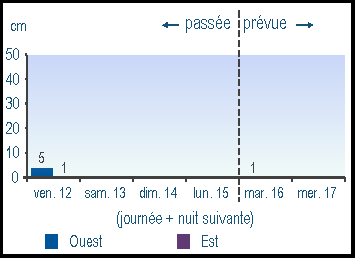 passée prévue
cm
50
40
30
20
10
0
5
1
1
ven. 12 sam. 13 dim. 14 lun. 15 mar. 16 mer. 17
(journée + nuit suivante)
Ouest Est